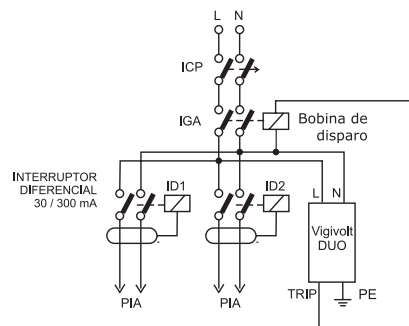 L N
ICP
IGA
Bobina de
disparo
INTERRUPTOR
DIFERENCIAL
30 / 300 mA
ID1
ID2
L N
Vigivolt
DUO
TRIP
PE
PIA
PIA